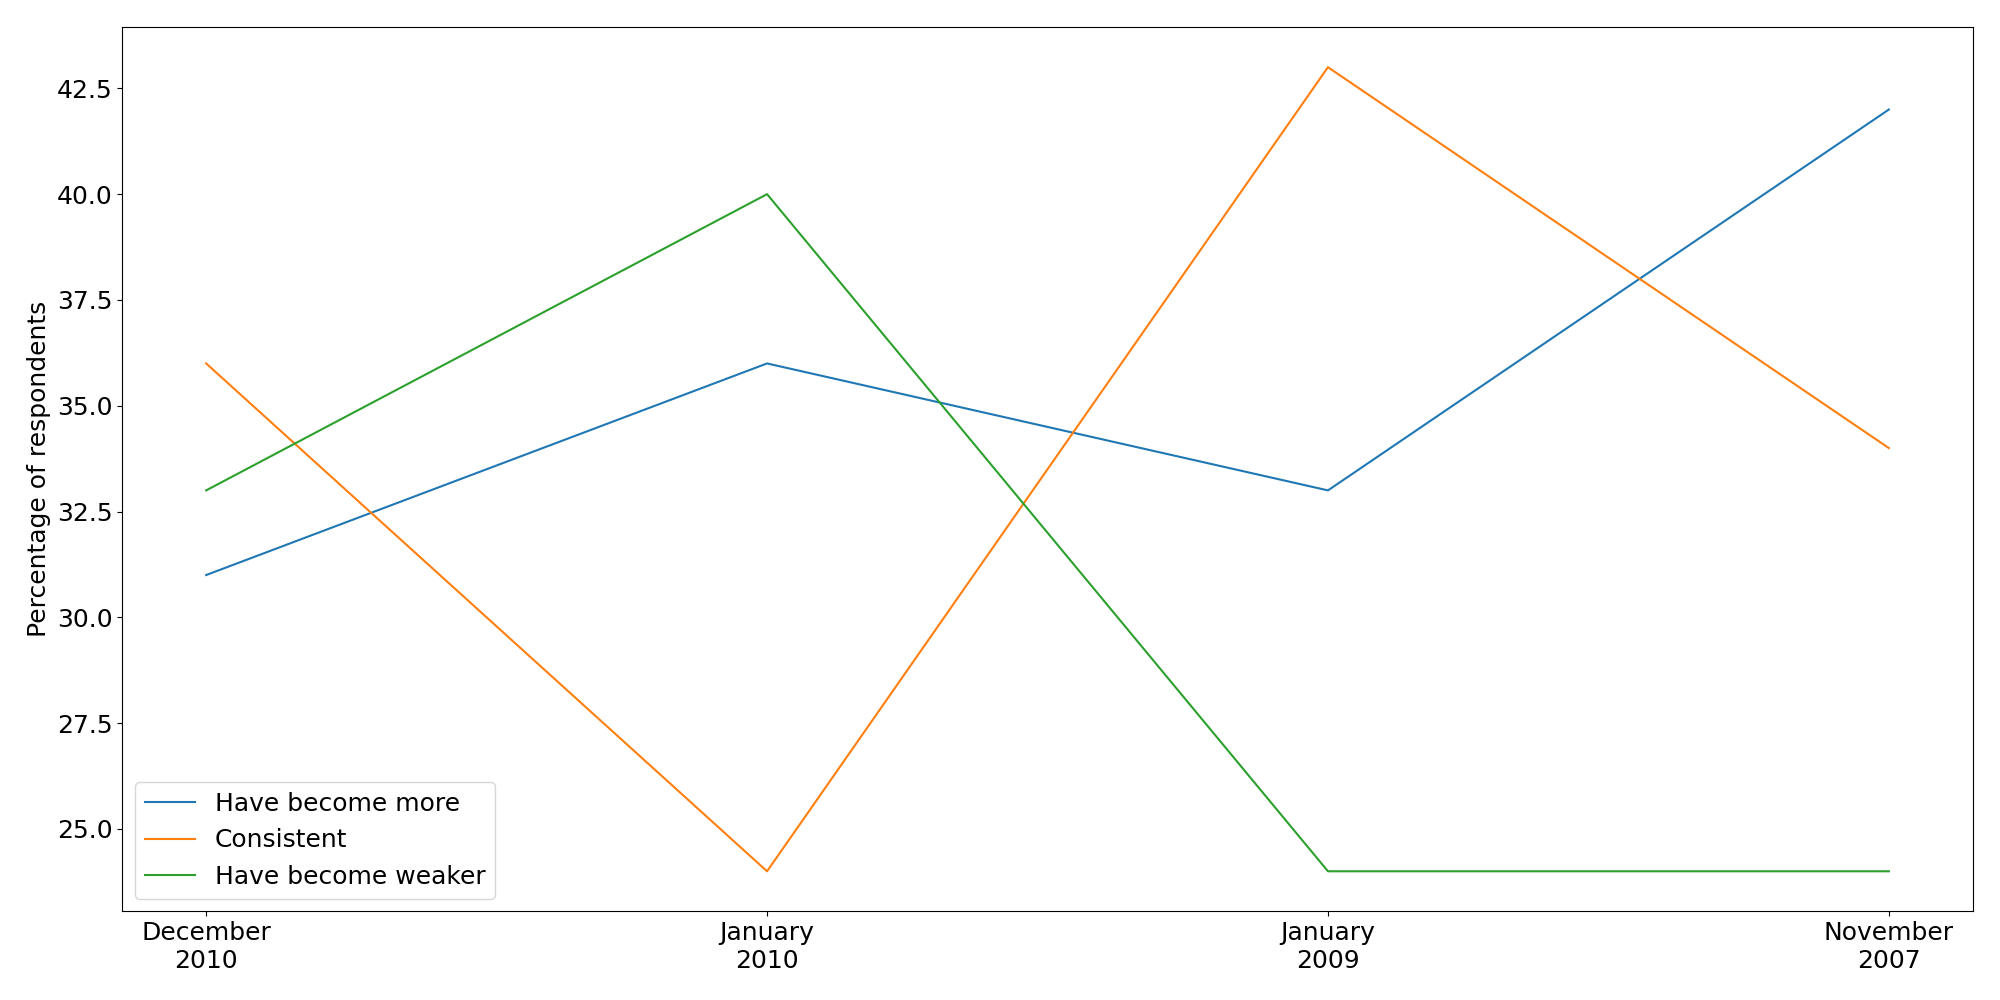 Percentage of respondents
42.5
40.0
37.5
35.0
32.5
30.0
27.5
25.0
Have become more
Consistent
Have become weaker
December
2010
January
2010
January
2009
November
2007